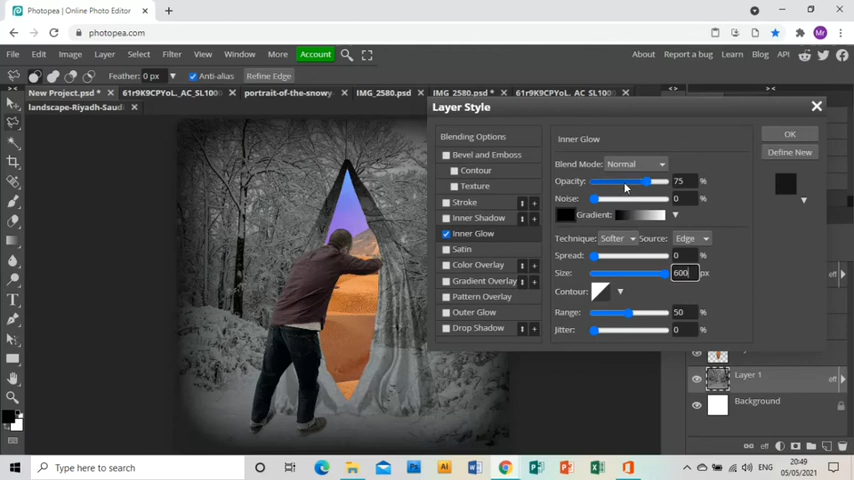 Photopea | Online Photo Editor
photopea.com
File Edit Image Layer Select Filter View Window More Account
About Report a bug Learn Blog API
Feather: 0 px Anti-alias Refine Edge
New Project.psd * 61r9K9CPYoL._AC_SL100 portrait-of-the-snowy- IMG_2580.psd IMG_2580.psd * 61r9K9CPYoL._AC_SL100
landscape-Riyadh-Saudi
Layer Style
Blending Options
Bevel and Emboss
Contour
Texture
Stroke
Inner Shadow
Inner Glow
Satin
Color Overlay
Gradient Overlay
Pattern Overlay
Outer Glow
Drop Shadow
Inner Glow
Blend Mode: Normal
Opacity: 75 %
Noise: 0 %
Gradient:
Technique: Softer Source: Edge
Spread: 0 %
Size: 600 px
Contour:
Range: 50 %
Jitter: 0 %
OK
Define New
eff
Layer 1 eff
Background
eff
Type here to search
ENG
20:49
05/05/2021